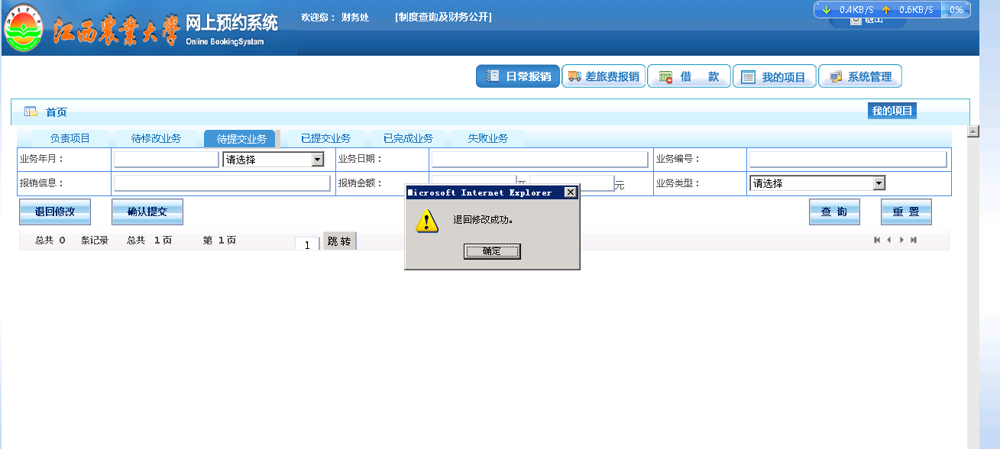 江西农业大学 网上预约系统
Online BookingSystem
欢迎您： 财务处 [制度查询及财务公开]
0.4KB/S 0.6KB/S 0%
退出
日常报销 差旅费报销 借 款 我的项目 系统管理
首页 我的项目
负责项目 待修改业务 待提交业务 已提交业务 已完成业务 失败业务
业务年月： 请选择 业务日期： 业务编号：
报销信息： 报销金额： 至 元 业务类型： 请选择
退回修改 确认提交 查 询 重 置
总共 0 条记录 总共 1页 第 1页 1 跳 转
Microsoft Internet Explorer
退回修改成功。
确定